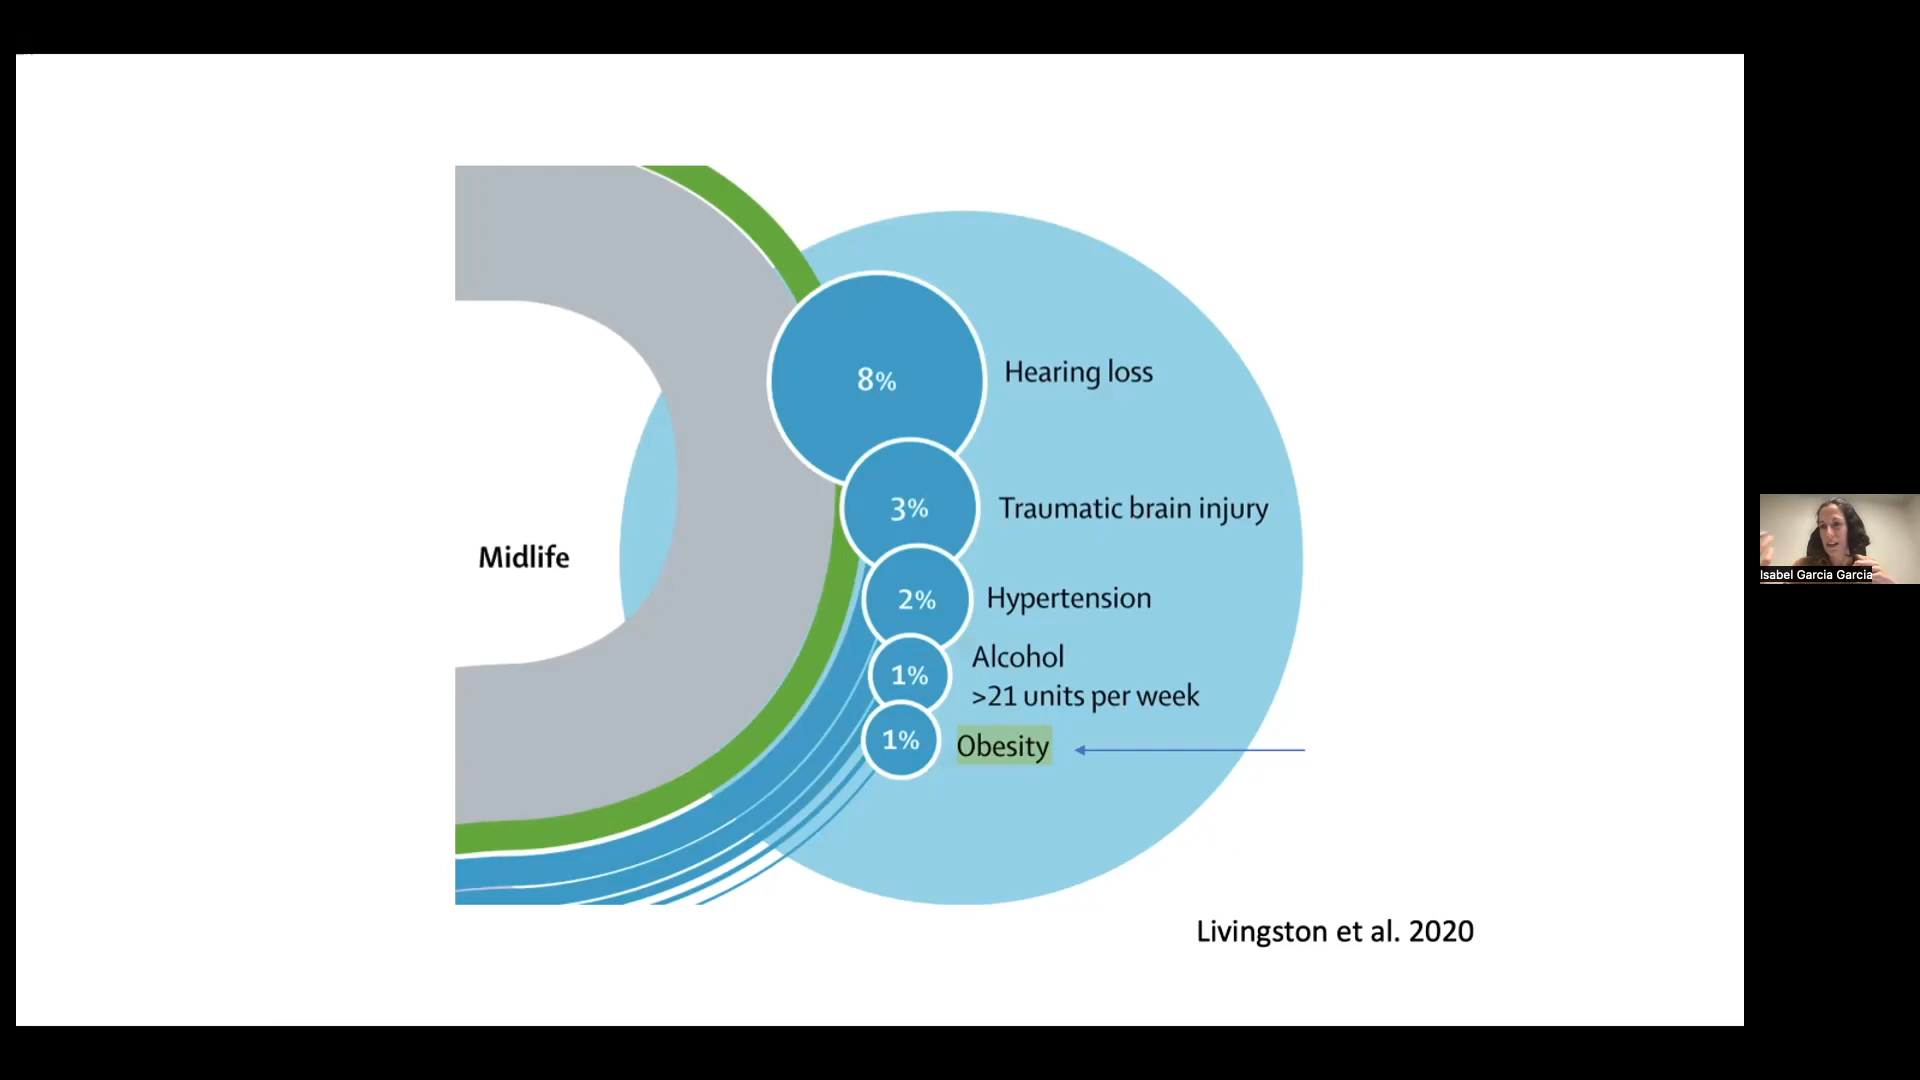 8%
Hearing loss
3%
Traumatic brain injury
Midlife
2%
Hypertension
1%
Alcohol
>21 units per week
1%
Obesity
Livingston et al. 2020
Isabel Garcia Garcia